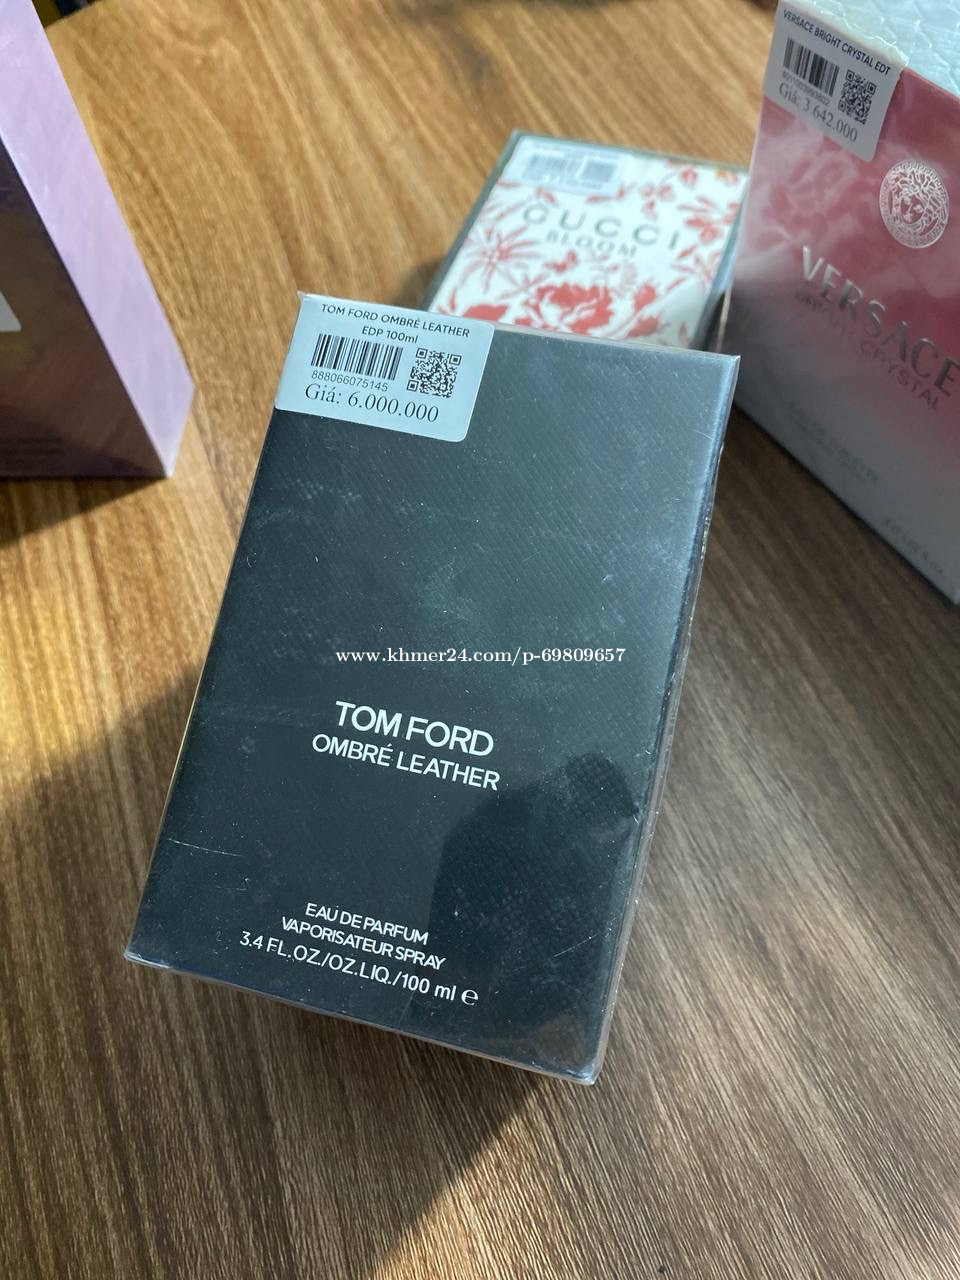 VERSACE BRIGHT CRYSTAL EDT
8011003993802
Giá: 3.642.000
GUCCI
BLOOM
VERSACE
BRIGHT CRYSTAL
TOM FORD OMBRÉ LEATHER
EDP 100ml
888066075145
Giá: 6.000.000
www.khmer24.com/p-69809657
TOM FORD
OMBRÉ LEATHER
EAU DE PARFUM
VAPORISATEUR SPRAY
3.4 FL.OZ./OZ.LIQ./100 ml ℮